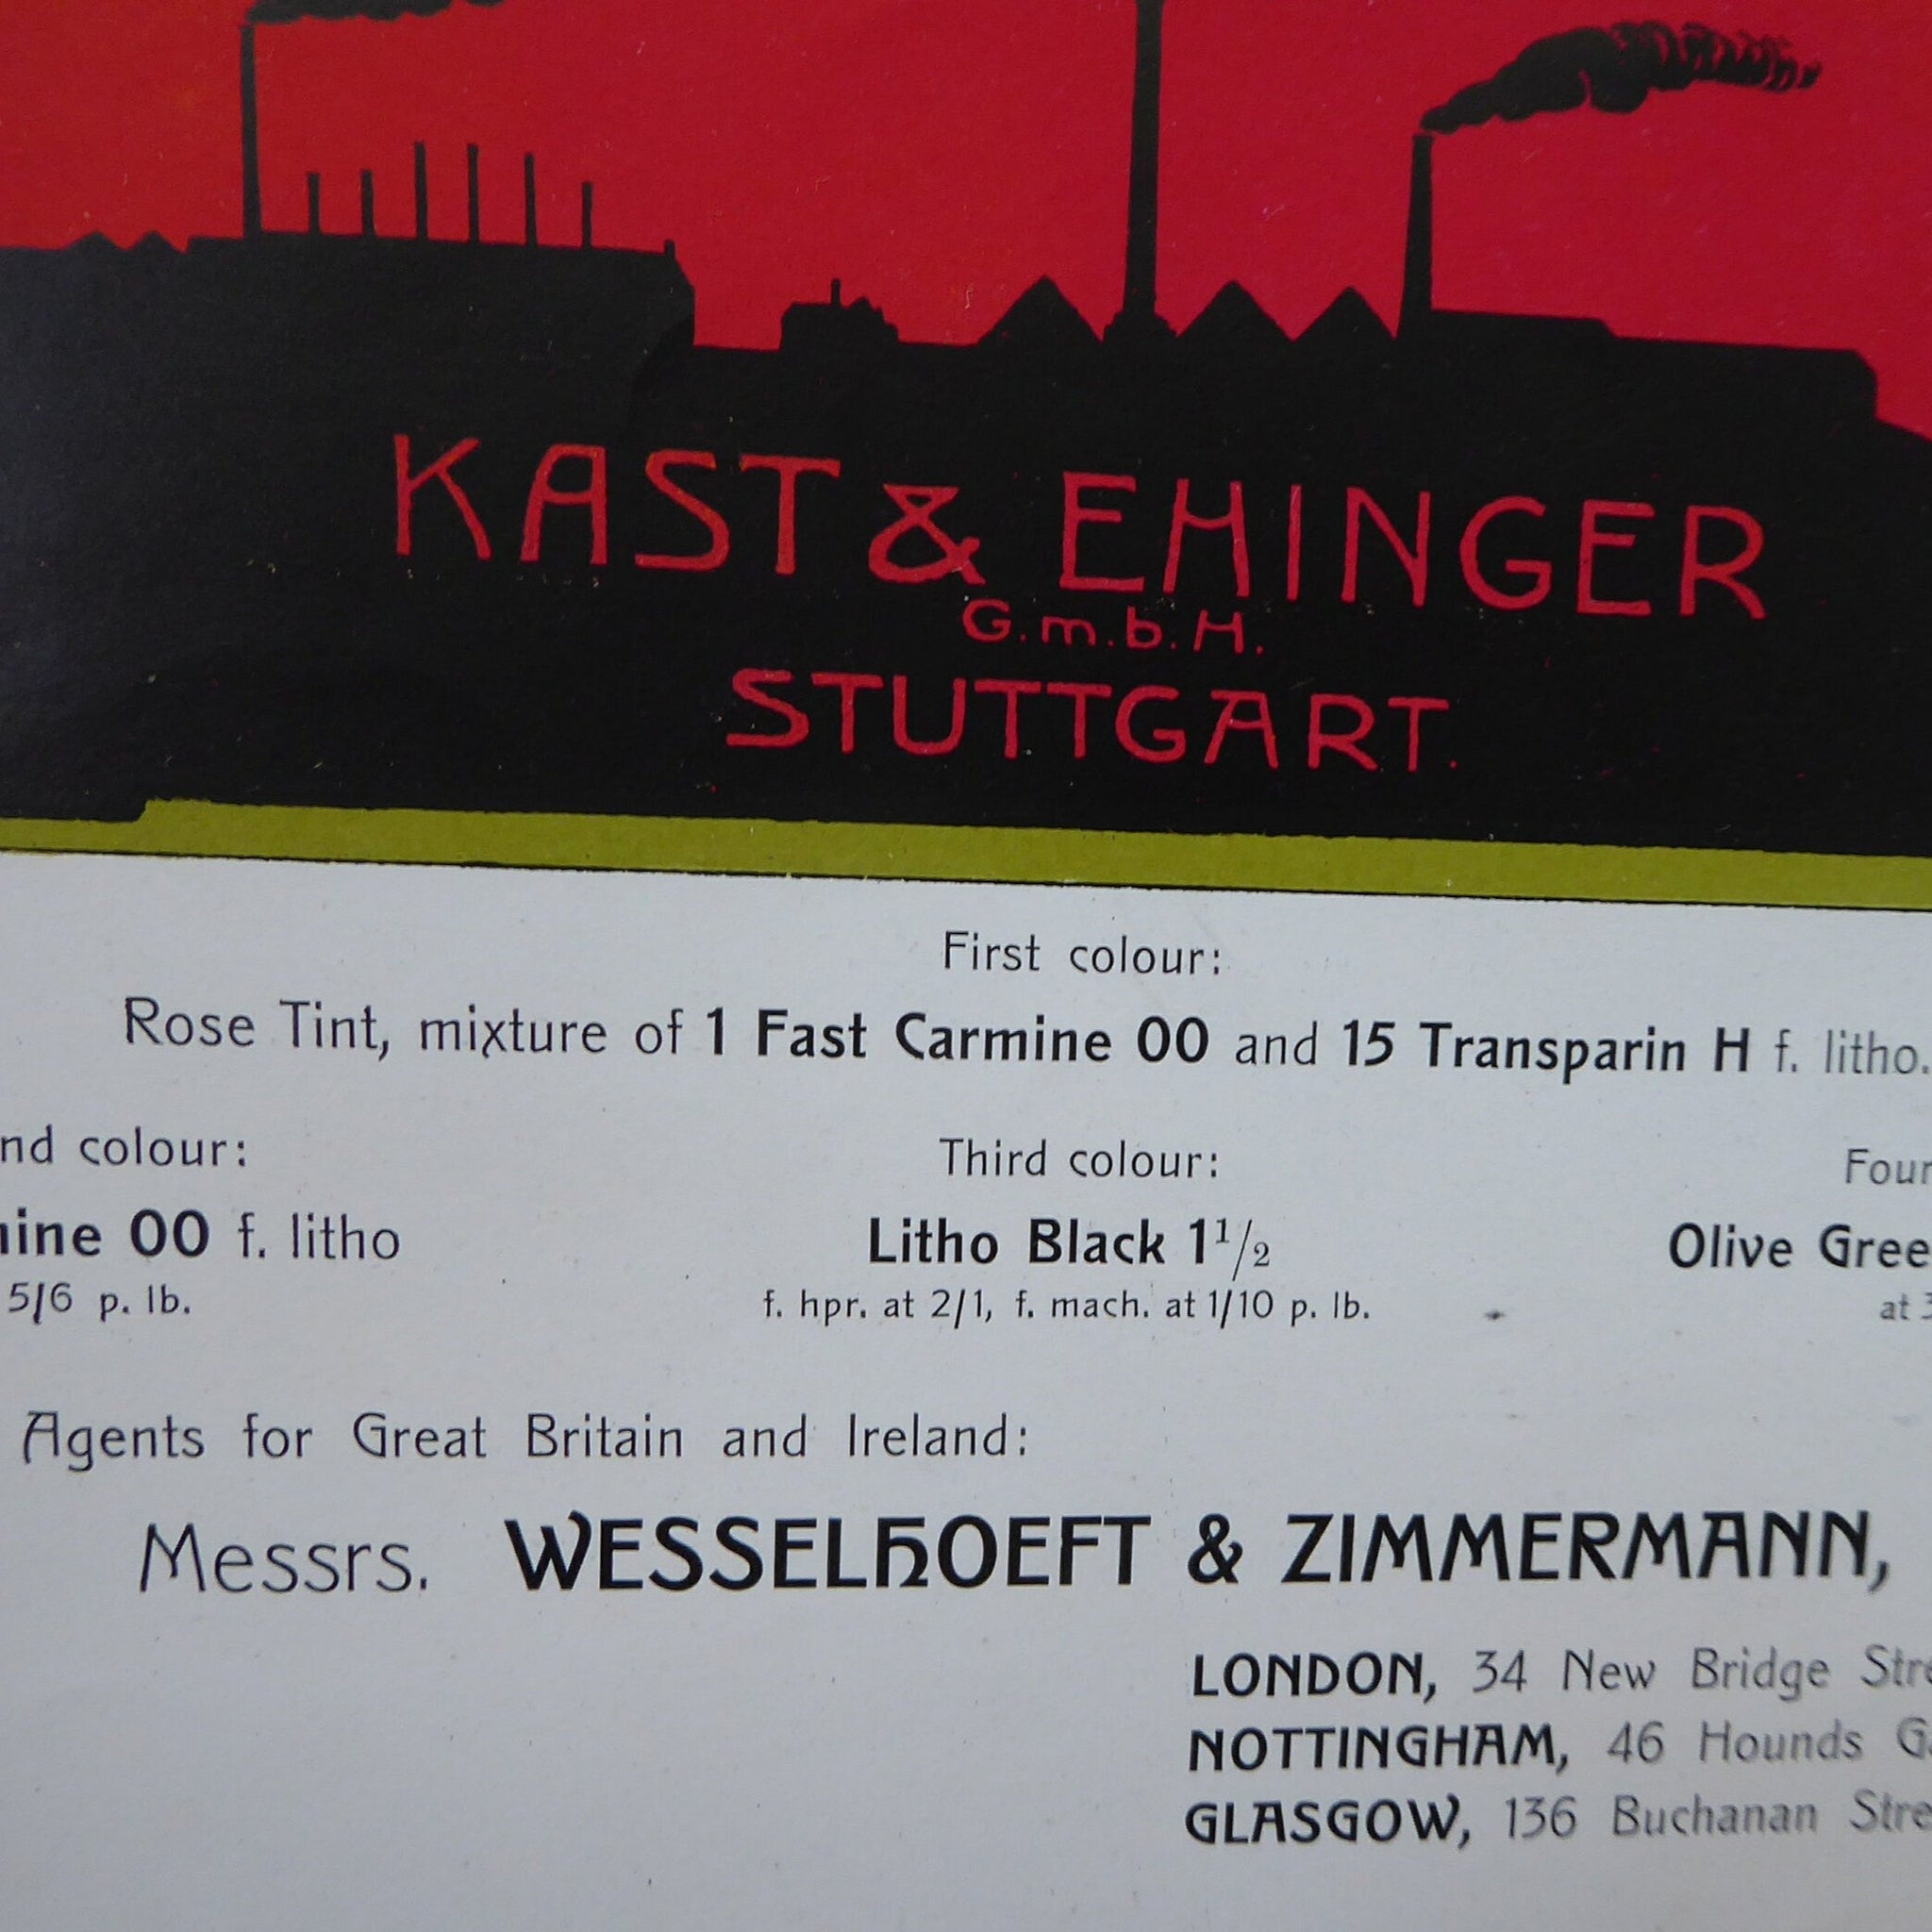 KAST & EHINGER
G.m.b.H.
STUTTGART.
First colour:
Rose Tint, mixture of 1 Fast Carmine 00 and 15 Transparin H f. litho.
colour:
00 f. litho
5/6 p. lb.
Third colour:
Litho Black 1 1/2
f. hpr. at 2/1, f. mach. at 1/10 p. lb.
Olive
at
Agents for Great Britain and Ireland:
Messrs. WESSELHOEFT & ZIMMERMANN,
LONDON, 34 New Bridge
NOTTINGHAM, 46 Hounds
GLASGOW, 136 Buchanan